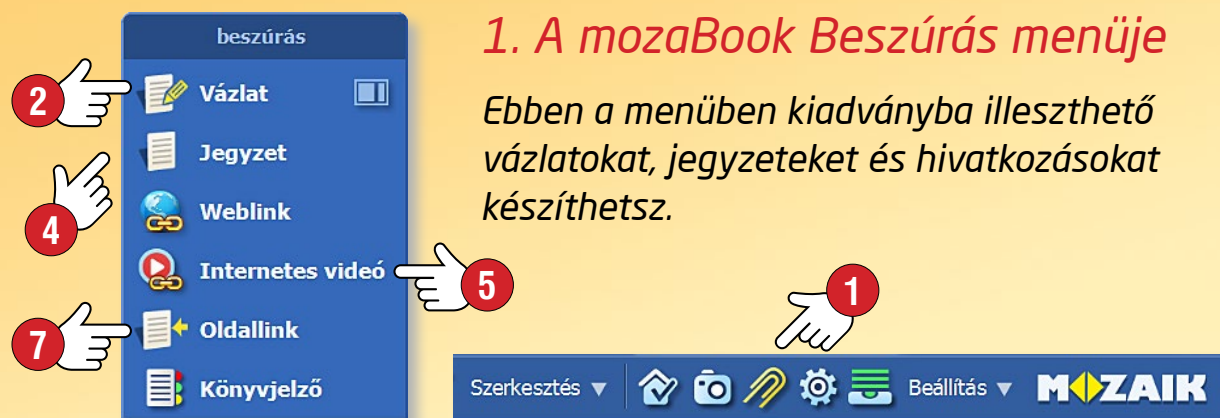 beszúrás
2
Vázlat
4
Jegyzet
Weblink
Internetes videó
5
7
Oldallink
Könyvjelző
1. A mozaBook Beszúrás menüje
Ebben a menüben kiadványba illeszthető
vázlatokat, jegyzeteket és hivatkozásokat
készíthetsz.
1
Szerkesztés ▼ Beállítás ▼ MOZAIK